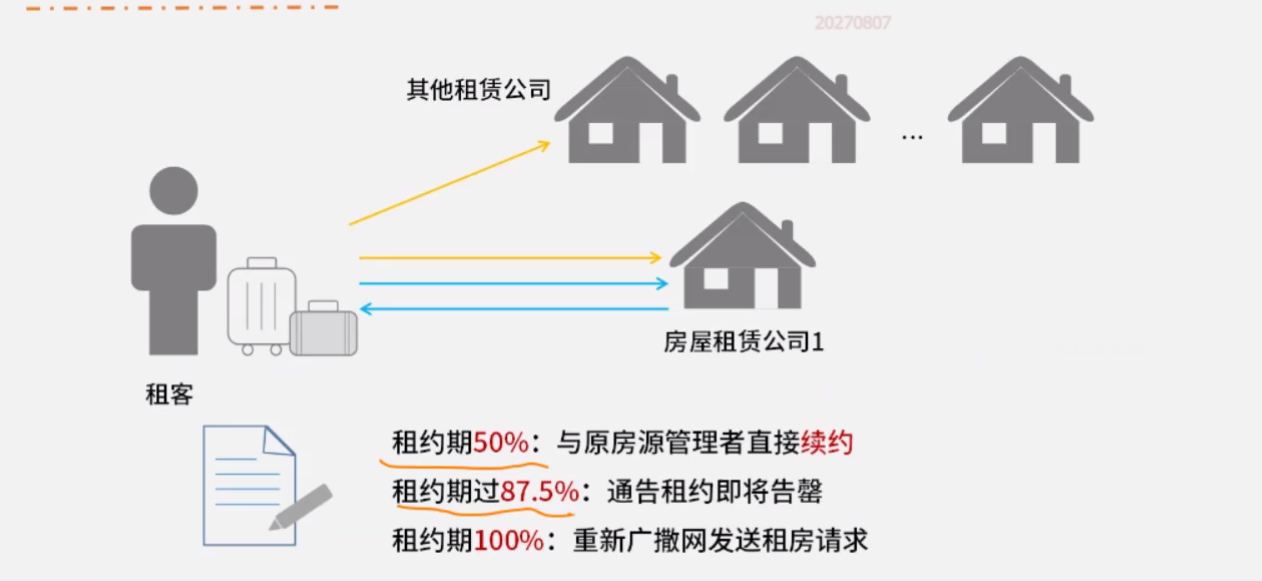 20270807
其他租赁公司
...
房屋租赁公司1
租客
租约期50%：与原房源管理者直接续约
租约期过87.5%：通告租约即将告罄
租约期100%：重新广撒网发送租房请求